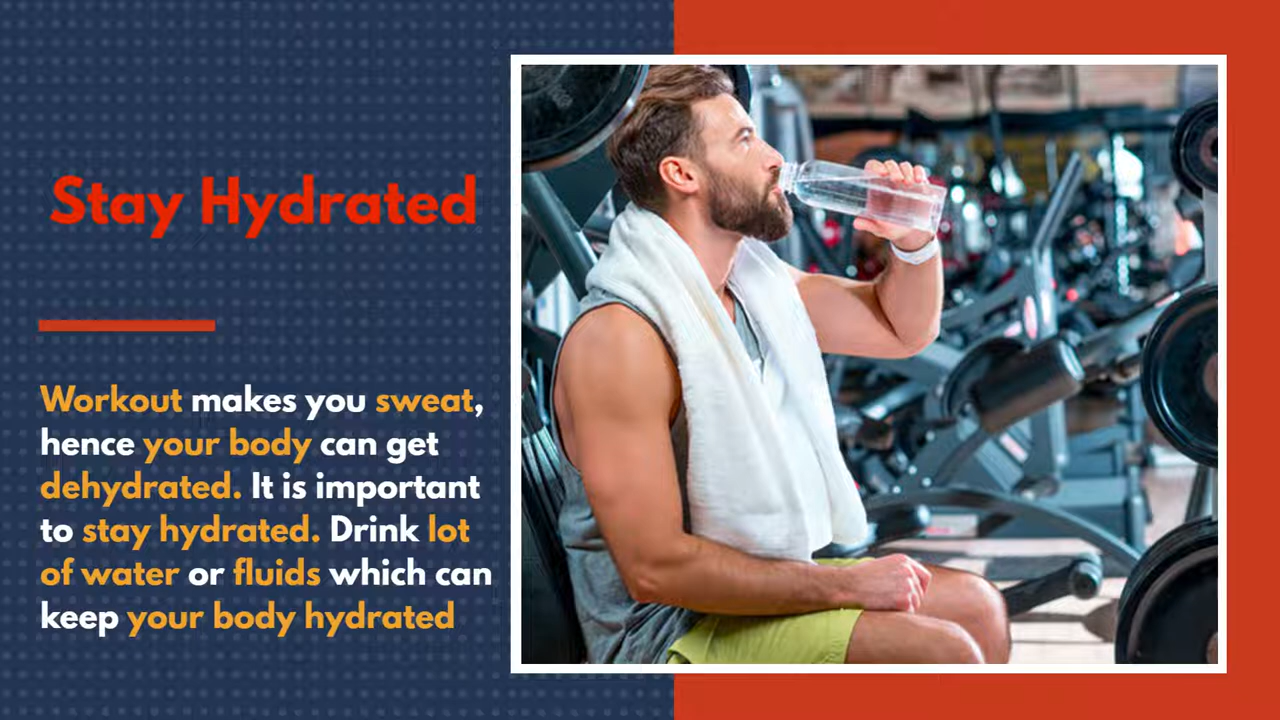 Stay Hydrated
Workout makes you sweat,
hence your body can get
dehydrated. It is important
to stay hydrated. Drink lot
of water or fluids which can
keep your body hydrated